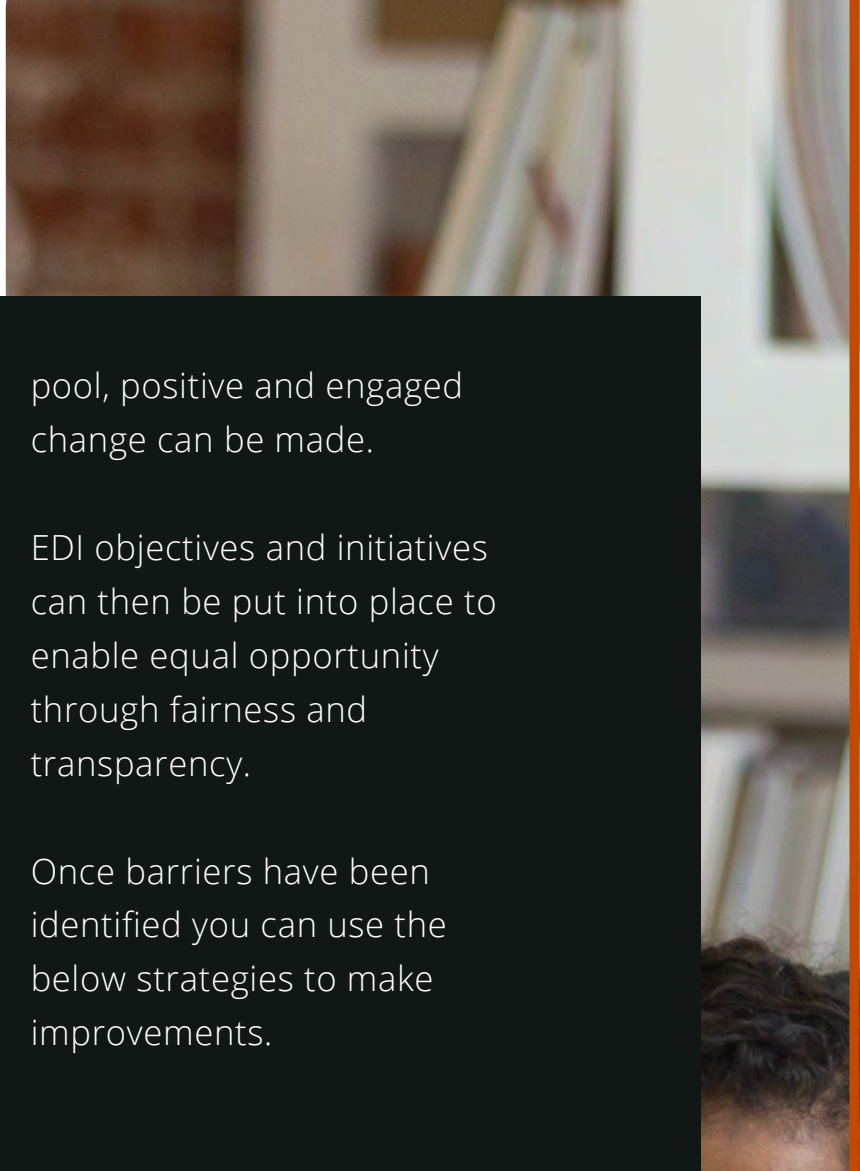 pool, positive and engaged
change can be made.
EDI objectives and initiatives
can then be put into place to
enable equal opportunity
through fairness and
transparency.
Once barriers have been
identified you can use the
below strategies to make
improvements.